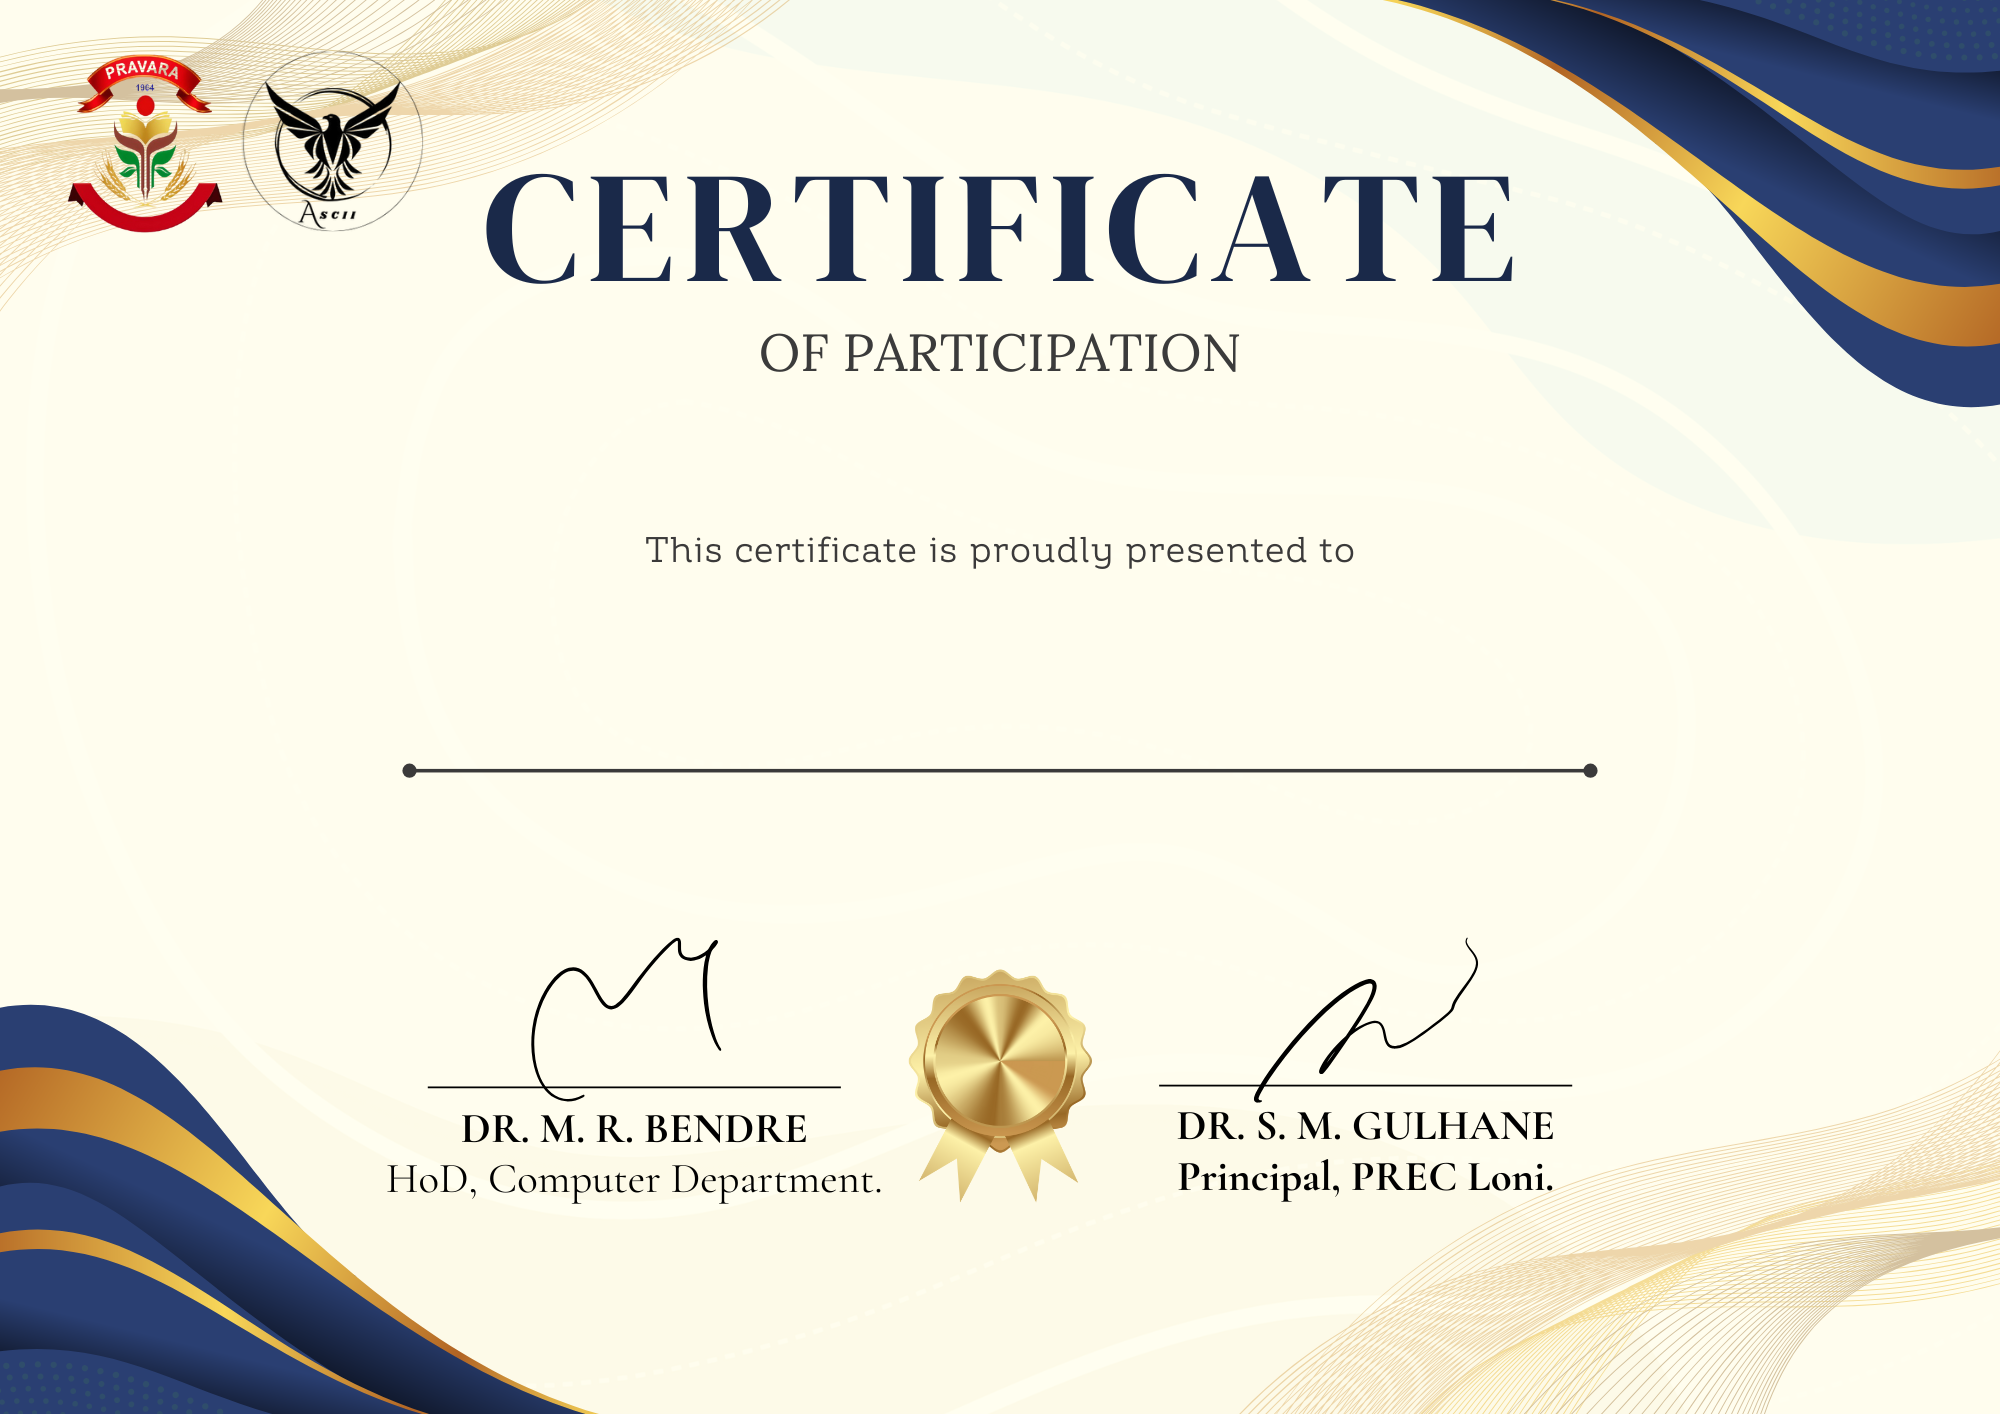 PRAVARA
1964
Ascii
CERTIFICATE
OF PARTICIPATION
This certificate is proudly presented to
DR. M. R. BENDRE
HoD, Computer Department.
DR. S. M. GULHANE
Principal, PREC Loni.